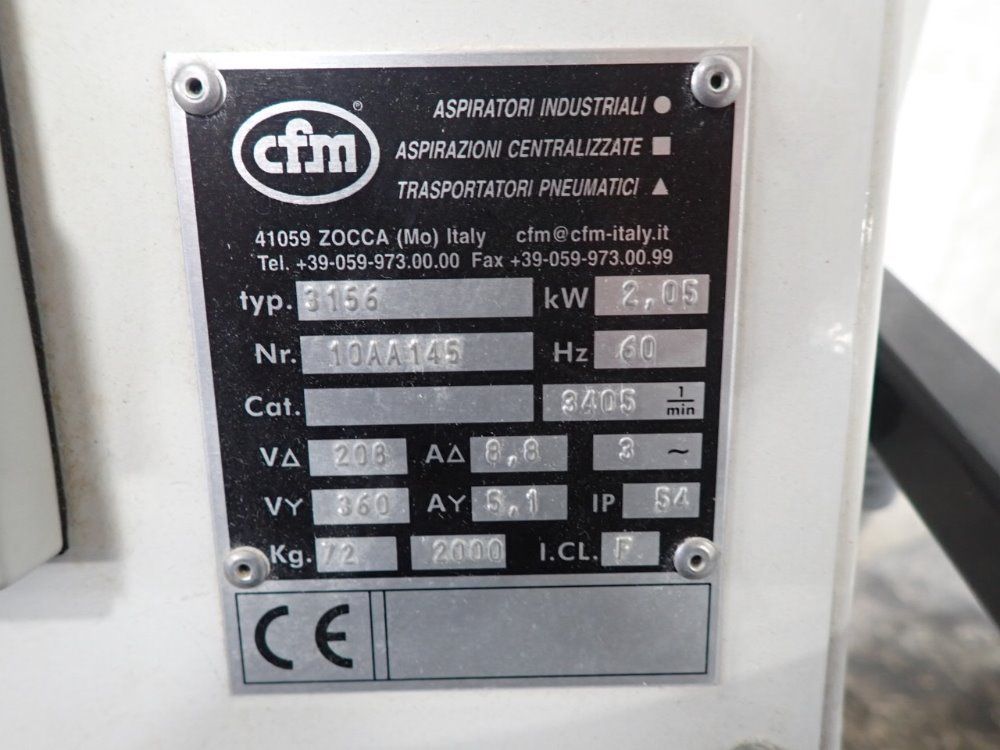 cfm ®
ASPIRATORI INDUSTRIALI ●
ASPIRAZIONI CENTRALIZZATE ■
TRASPORTATORI PNEUMATICI ▲
41059 ZOCCA (Mo) Italy cfm@cfm-italy.it
Tel. +39-059-973.00.00 Fax +39-059-973.00.99
typ. 3156 kW 2,05
Nr. 10AA145 Hz 60
Cat. 3405 1/min
V∆ 208 A∆ 8,8 3 ~
VY 360 AY 5,1 IP 54
Kg. 72 2000 I.CL. F
CE